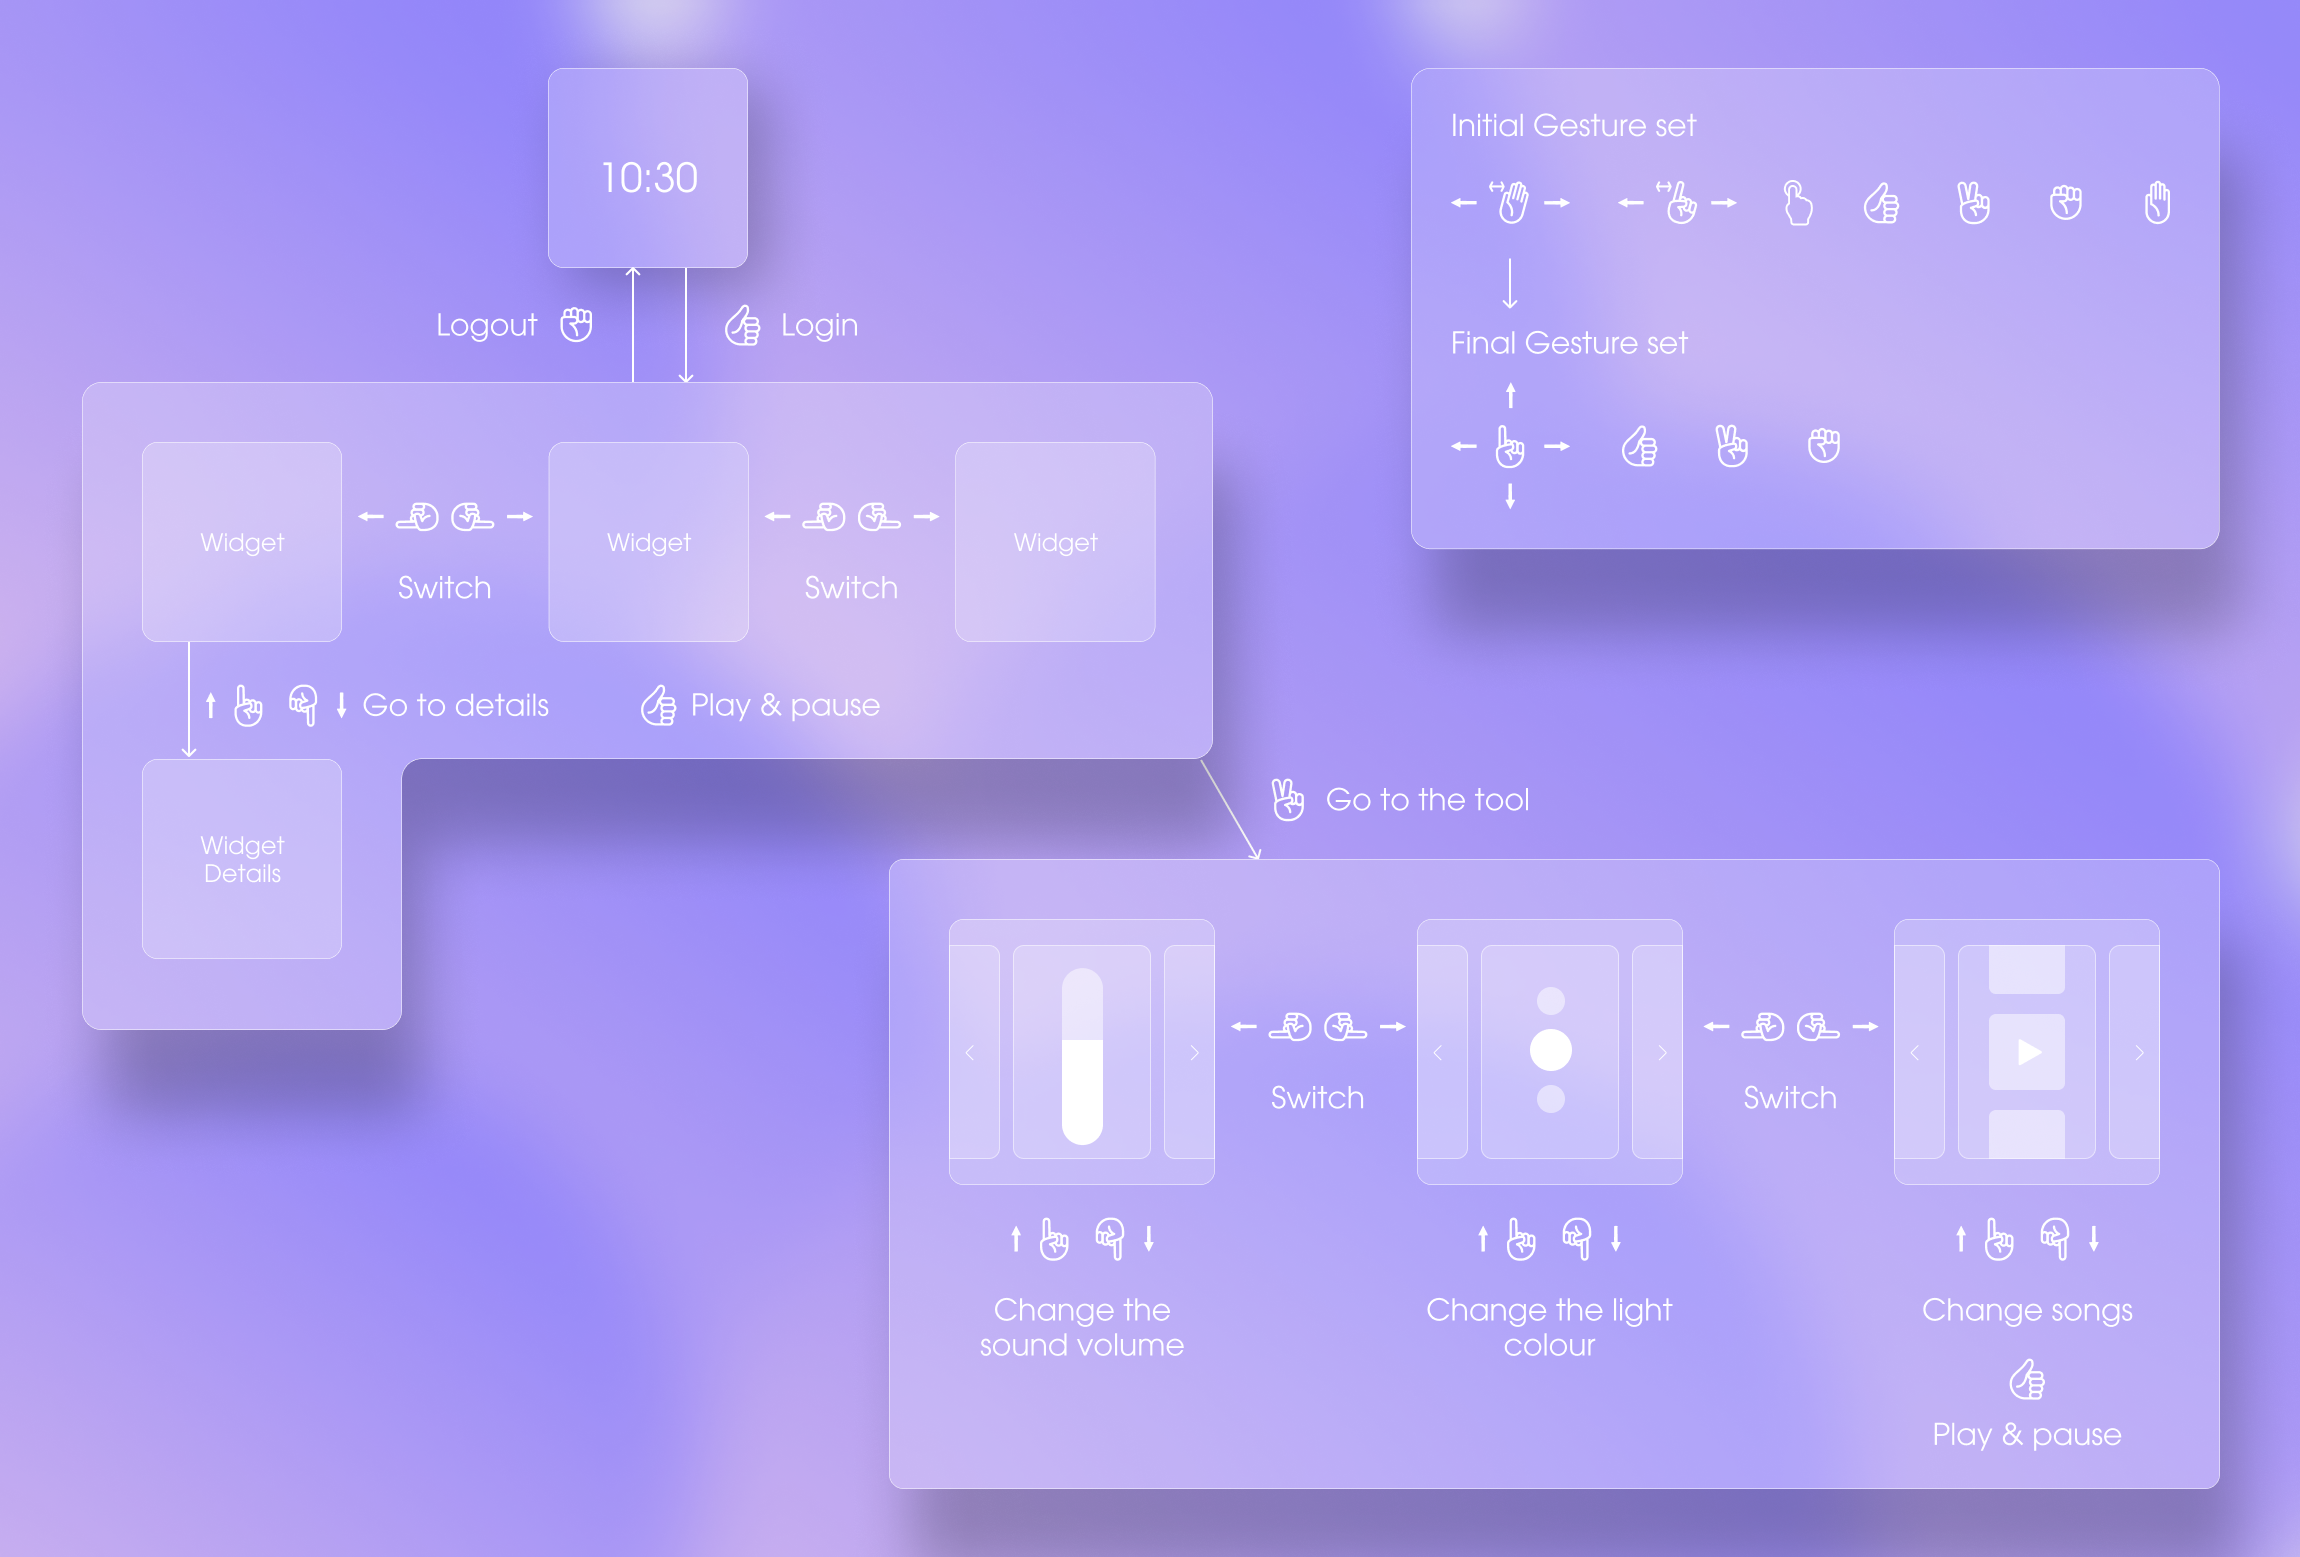 10:30
Logout
Login
Widget
Switch
Widget
Switch
Widget
Go to details
Play & pause
Widget
Details
Initial Gesture set
Final Gesture set
Go to the tool
Switch
Switch
Change the
sound volume
Change the light
colour
Change songs
Play & pause